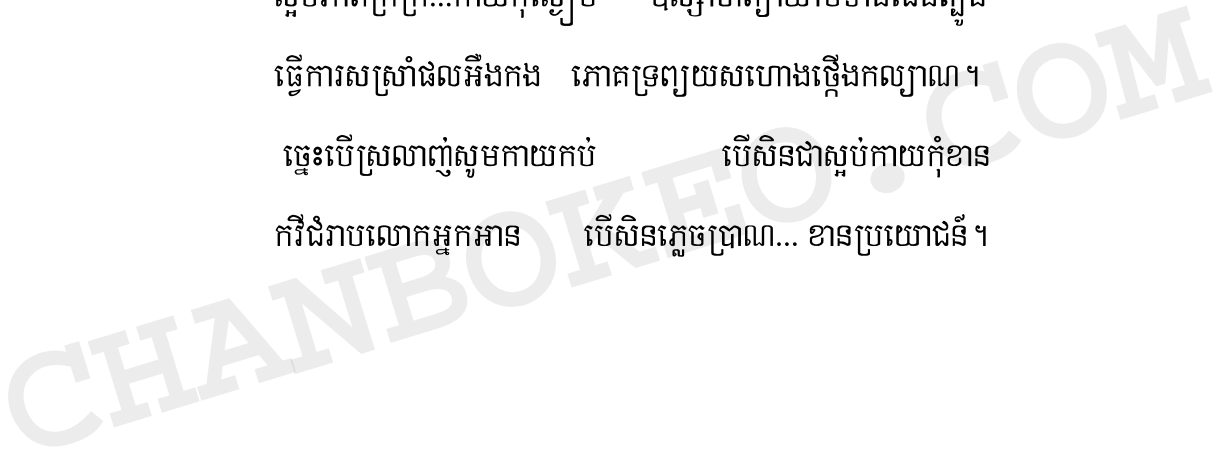 ធ្វើការសស្រាំផលអឺងកង ភោគទ្រព្យយសហោងថ្កើងកល្យាណ។
ច្នេះបើស្រលាញ់សូមកាយកប់ បើសិនជាស្អប់កាយកុំខាន
កវីជំរាបលោកអ្នកអាន បើសិនភ្លេចប្រាណ... ខានប្រយោជន៍។
CHANBOKEO.COM